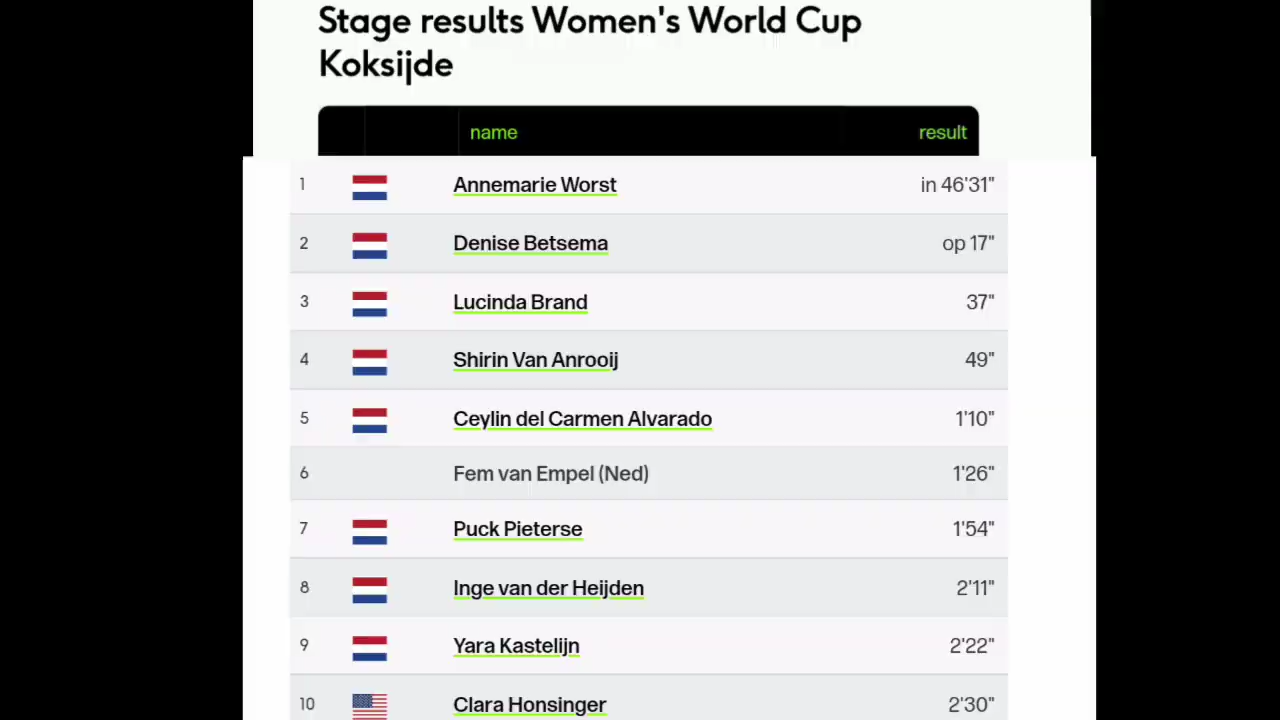 Stage results Women's World Cup
Koksijde
name result
1 Annemarie Worst in 46'31"
2 Denise Betsema op 17"
3 Lucinda Brand 37"
4 Shirin Van Anrooij 49"
5 Ceylin del Carmen Alvarado 1'10"
6 Fem van Empel (Ned) 1'26"
7 Puck Pieterse 1'54"
8 Inge van der Heijden 2'11"
9 Yara Kastelijn 2'22"
10 Clara Honsinger 2'30"